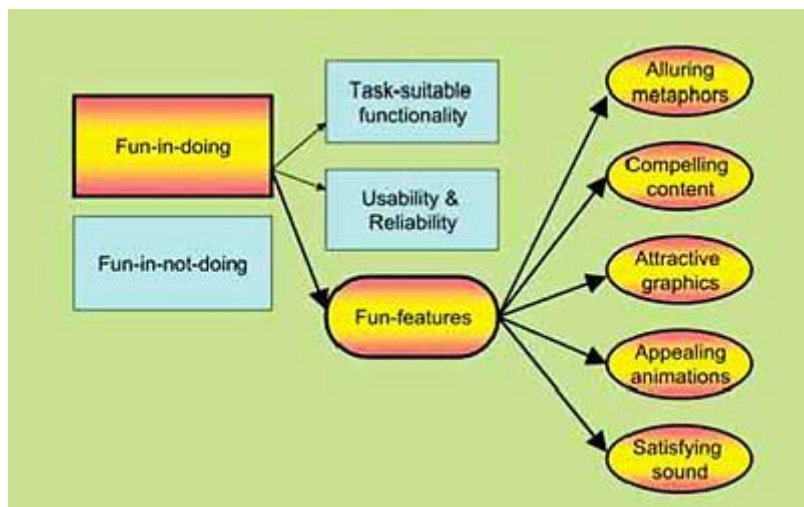 Fun-in-doing
Fun-in-not-doing
Task-suitable
functionality
Usability &
Reliability
Fun-features
Alluring
metaphors
Compelling
content
Attractive
graphics
Appealing
animations
Satisfying
sound